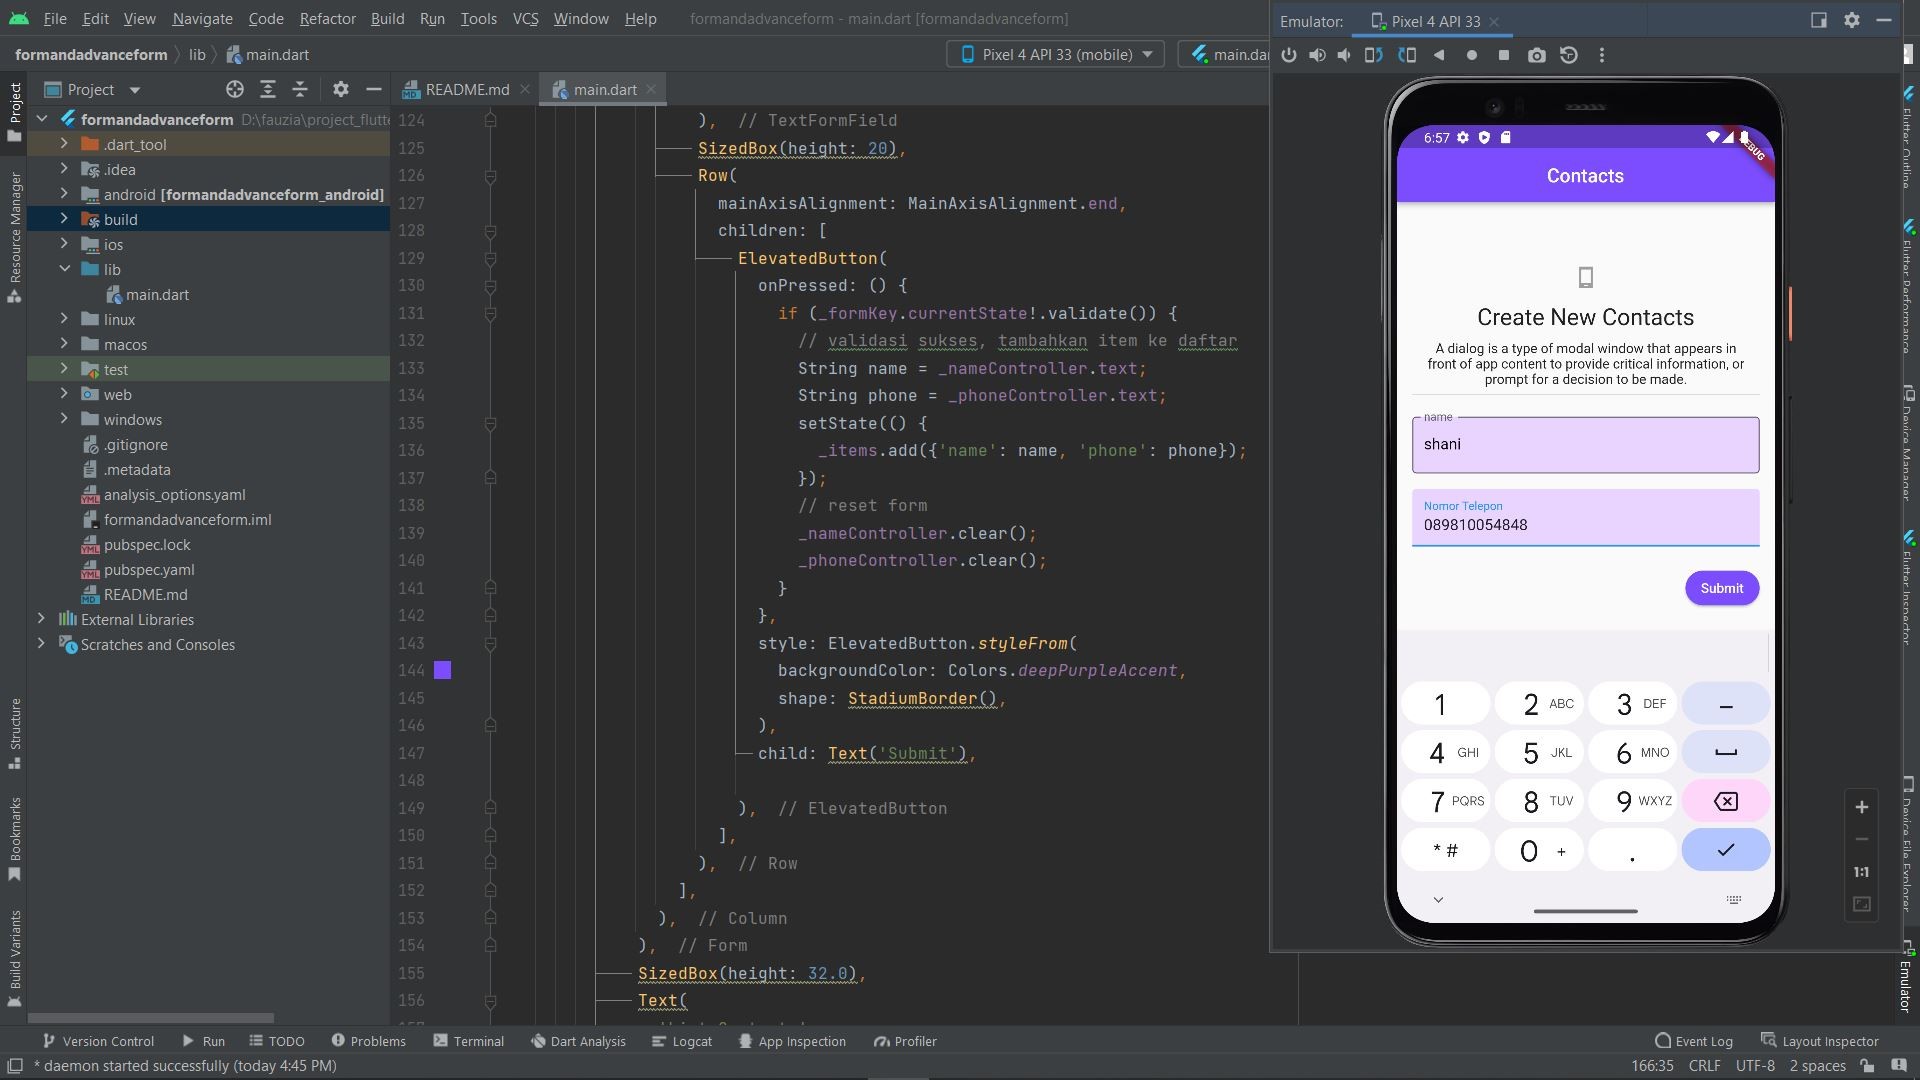 File Edit View Navigate Code Refactor Build Run Tools VCS Window Help formandadvanceform - main.dart [formandadvanceform]
Emulator: Pixel 4 API 33
formandadvanceform lib main.dart
Pixel 4 API 33 (mobile)
main.dar
Project
README.md
main.dart
formandadvanceform D:\fauzia\project_flutte
.dart_tool
.idea
android [formandadvanceform_android]
build
ios
lib
main.dart
linux
macos
test
web
windows
.gitignore
.metadata
analysis_options.yaml
formandadvanceform.iml
pubspec.lock
pubspec.yaml
README.md
External Libraries
Scratches and Consoles
Project
Resource Manager
Structure
Bookmarks
Build Variants
124 ), // TextFormField
125 SizedBox(height: 20),
126 Row(
127 mainAxisAlignment: MainAxisAlignment.end,
128 children: [
129 ElevatedButton(
130 onPressed: () {
131 if (_formKey.currentState!.validate()) {
132 // validasi sukses, tambahkan item ke daftar
133 String name = _nameController.text;
134 String phone = _phoneController.text;
135 setState(() {
136 _items.add({'name': name, 'phone': phone});
137 });
138 // reset form
139 _nameController.clear();
140 _phoneController.clear();
141 }
142 },
143 style: ElevatedButton.styleFrom(
144 backgroundColor: Colors.deepPurpleAccent,
145 shape: StadiumBorder(),
146 ),
147 child: Text('Submit'),
148
149 ), // ElevatedButton
150 ],
151 ), // Row
152 ],
153 ), // Column
154 ), // Form
155 SizedBox(height: 32.0),
156 Text(
6:57
Contacts
Create New Contacts
A dialog is a type of modal window that appears in
front of app content to provide critical information, or
prompt for a decision to be made.
name
shani
Nomor Telepon
089810054848
Submit
1 2 ABC 3 DEF –
4 GHI 5 JKL 6 MNO
7 PQRS 8 TUV 9 WXYZ
* # 0 + .
1:1
Flutter Outline
Flutter Performance
Device Manager
Flutter Inspector
Device File Explorer
Emulator
Version Control Run TODO Problems Terminal Dart Analysis Logcat App Inspection Profiler Event Log Layout Inspector
* daemon started successfully (today 4:45 PM) 166:35 CRLF UTF-8 2 spaces